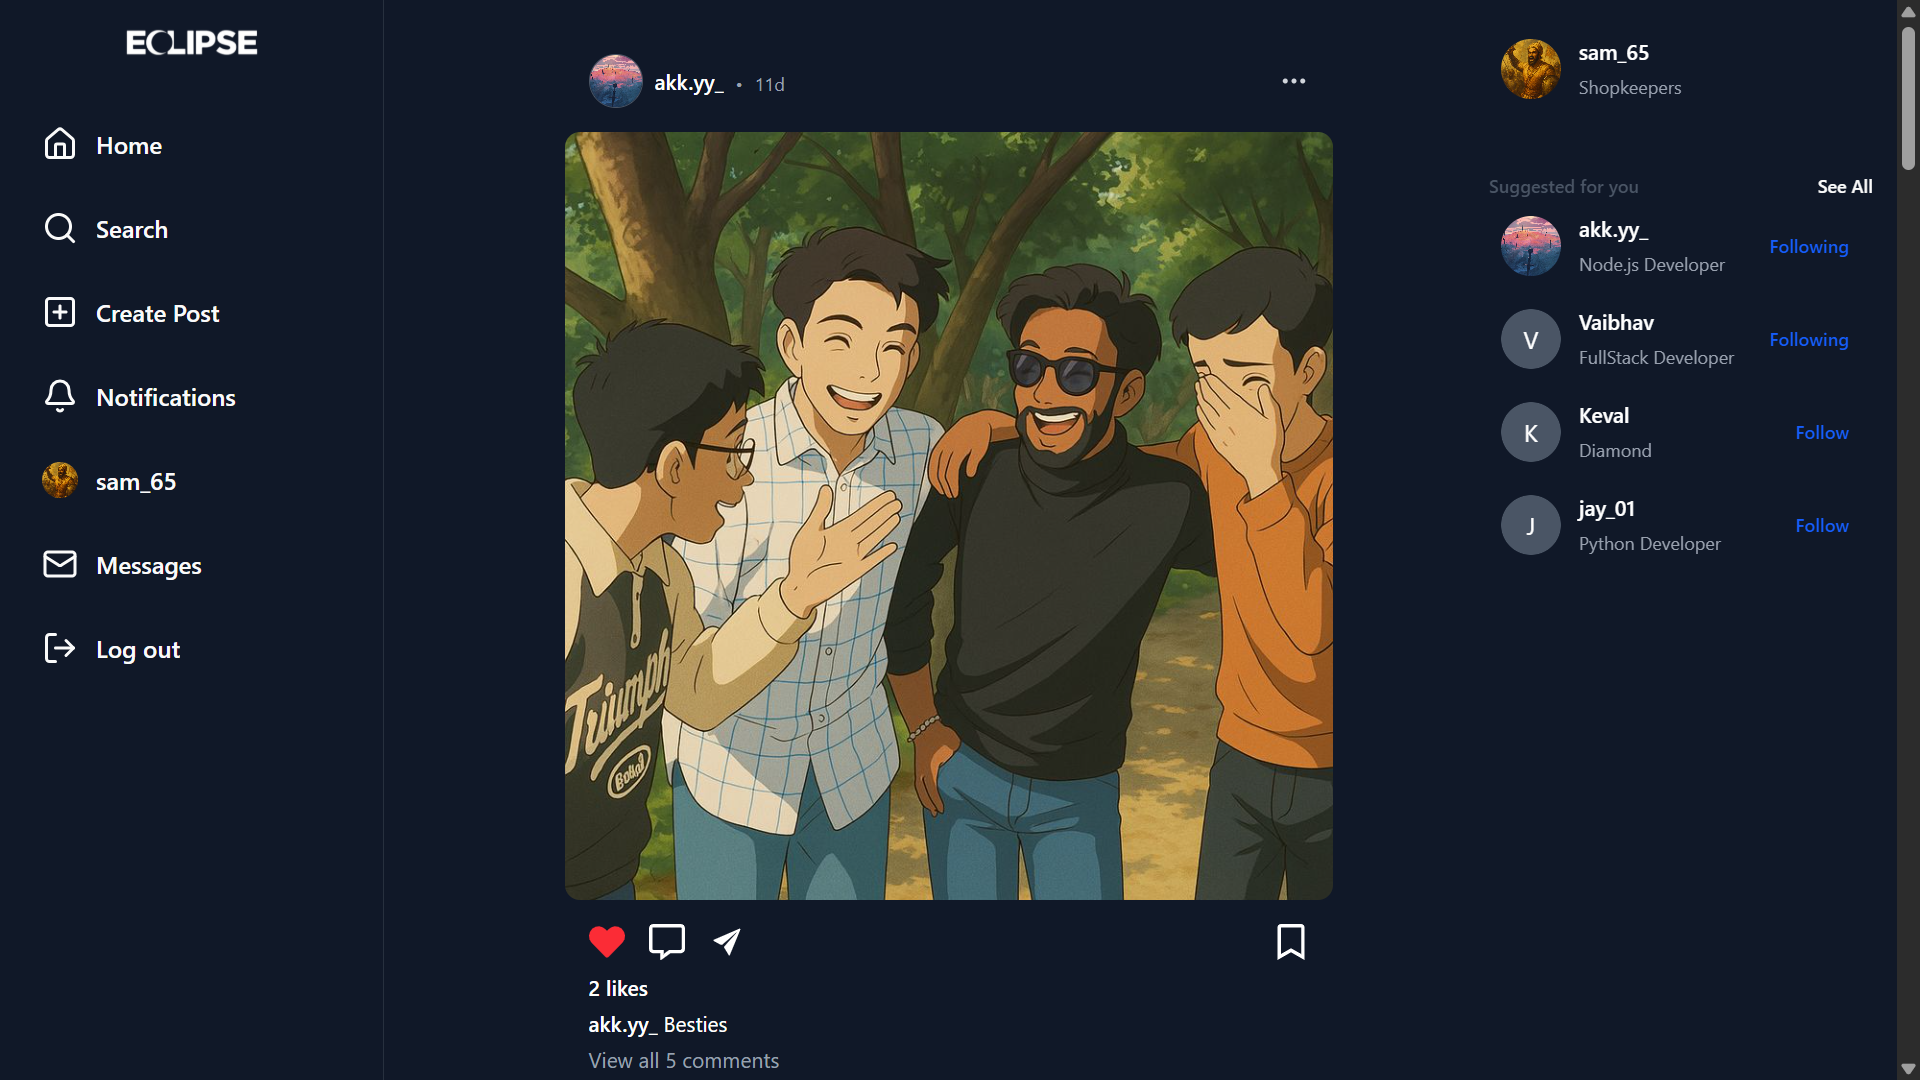 ECLIPSE
Home
Search
Create Post
Notifications
sam_65
Messages
Log out
akk.yy_ • 11d
Triumph
2 likes
akk.yy_ Besties
View all 5 comments
sam_65
Shopkeepers
Suggested for you See All
akk.yy_
Node.js Developer
Following
V
Vaibhav
FullStack Developer
Following
K
Keval
Diamond
Follow
J
jay_01
Python Developer
Follow